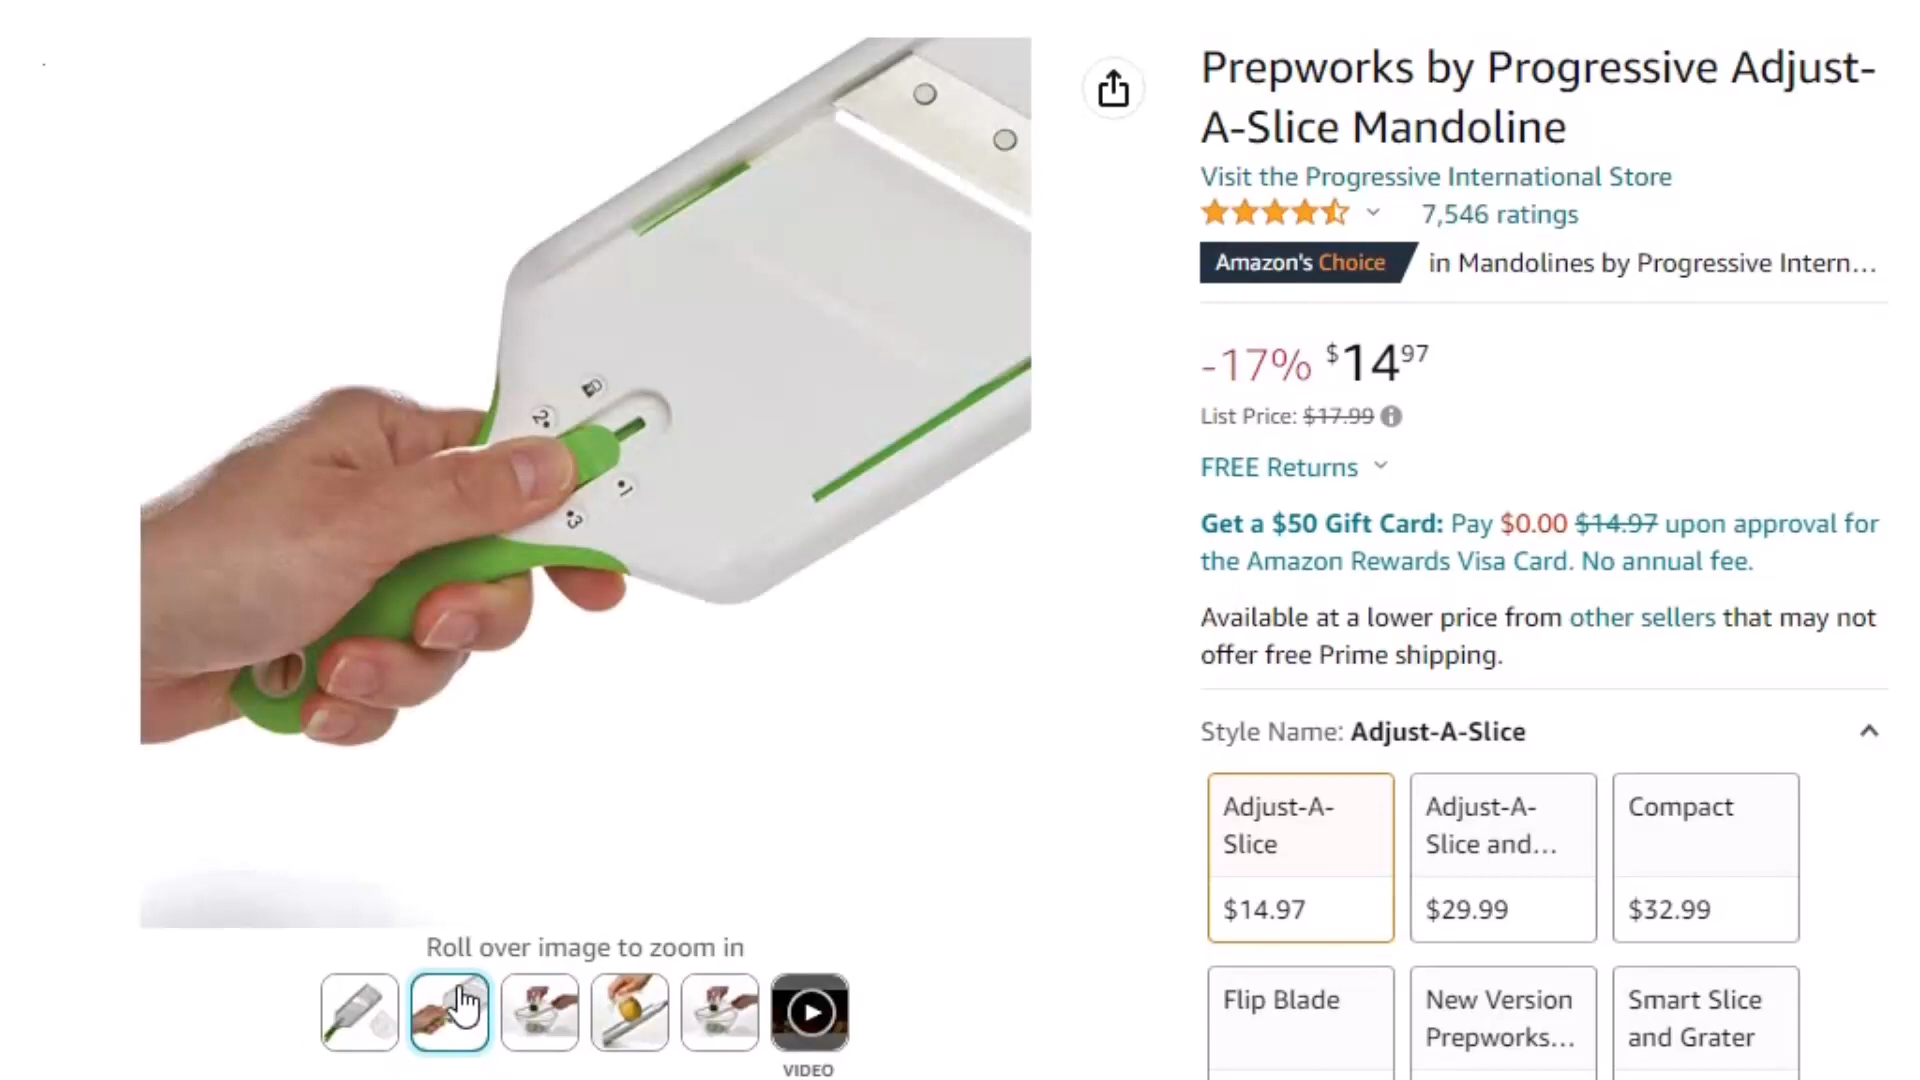 Prepworks by Progressive Adjust-
A-Slice Mandoline
Visit the Progressive International Store
7,546 ratings
Amazon's Choice in Mandolines by Progressive Intern...
-17% $14 97
List Price: $17.99
FREE Returns
Get a $50 Gift Card: Pay $0.00 $14.97 upon approval for
the Amazon Rewards Visa Card. No annual fee.
Available at a lower price from other sellers that may not
offer free Prime shipping.
Style Name: Adjust-A-Slice
Adjust-A-
Slice
$14.97
Adjust-A-
Slice and...
$29.99
Compact
$32.99
Flip Blade
New Version
Prepworks...
Smart Slice
and Grater
2
1
3
Roll over image to zoom in
VIDEO